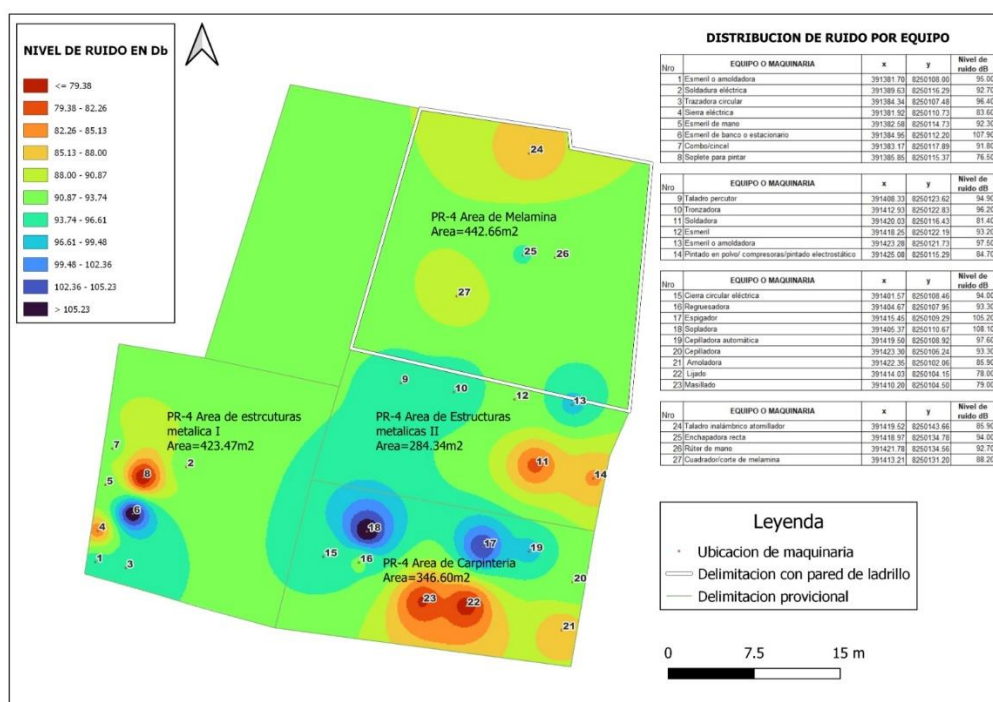 NIVEL DE RUIDO EN Db
<= 79.38
79.38 - 82.26
82.26 - 85.13
85.13 - 88.00
88.00 - 90.87
90.87 - 93.74
93.74 - 96.61
96.61 - 99.48
99.48 - 102.36
102.36 - 105.23
> 105.23
24
PR-4 Area de Melamina
Area=442.66m2
25 26
27
9 10 12 13
PR-4 Area de estrcuturas
metalica I
Area=423.47m2
PR-4 Area de Estructuras
metalicas II
Area=284.34m2
7 2
8
5
11 14
6
4
1 3
18 17
15 16 19
PR-4 Area de Carpinteria
Area=346.60m2
20
23 22
21
DISTRIBUCION DE RUIDO POR EQUIPO
Nro EQUIPO O MAQUINARIA x y Nivel de ruido dB
1 Esmeril o amoldadora 391381.70 8250108.00 95.00
2 Soldadura eléctrica 391389.63 8250116.29 92.70
3 Trazadora circular 391384.34 8250107.48 96.40
4 Sierra eléctrica 391381.92 8250110.73 83.60
5 Esmeril de mano 391382.58 8250114.73 92.30
6 Esmeril de banco o estacionario 391384.95 8250112.20 107.90
7 Combo/cincel 391383.17 8250117.89 91.80
8 Soplete para pintar 391385.85 8250115.37 76.50
Nro EQUIPO O MAQUINARIA x y Nivel de ruido dB
9 Taladro percutor 391408.33 8250123.62 94.90
10 Tronzadora 391412.93 8250122.83 96.20
11 Soldadora 391420.03 8250116.43 81.40
12 Esmeril 391418.25 8250122.19 93.20
13 Esmeril o amoldadora 391423.28 8250121.73 97.50
14 Pintado en polvo/ compresoras/pintado electrostático 391425.08 8250115.29 84.70
Nro EQUIPO O MAQUINARIA x y Nivel de ruido dB
15 Cierra circular eléctrica 391401.57 8250108.46 94.00
16 Regruesadora 391404.67 8250107.95 93.30
17 Espigador 391415.45 8250109.29 105.20
18 Sopladora 391405.37 8250110.67 108.10
19 Cepilladora automática 391419.50 8250108.92 97.60
20 Cepilladora 391423.30 8250106.24 93.30
21 Amoladora 391422.35 8250102.06 85.90
22 Lijado 391414.03 8250104.15 78.00
23 Masillado 391410.20 8250104.50 79.00
Nro EQUIPO O MAQUINARIA x y Nivel de ruido dB
24 Taladro inalámbrico atornillador 391419.52 8250143.66 85.90
25 Enchapadora recta 391418.97 8250134.78 94.00
26 Rúter de mano 391421.78 8250134.56 92.70
27 Cuadrador/corte de melamina 391413.21 8250131.20 88.20
Leyenda
Ubicacion de maquinaria
Delimitacion con pared de ladrillo
Delimitacion provicional
0 7.5 15 m